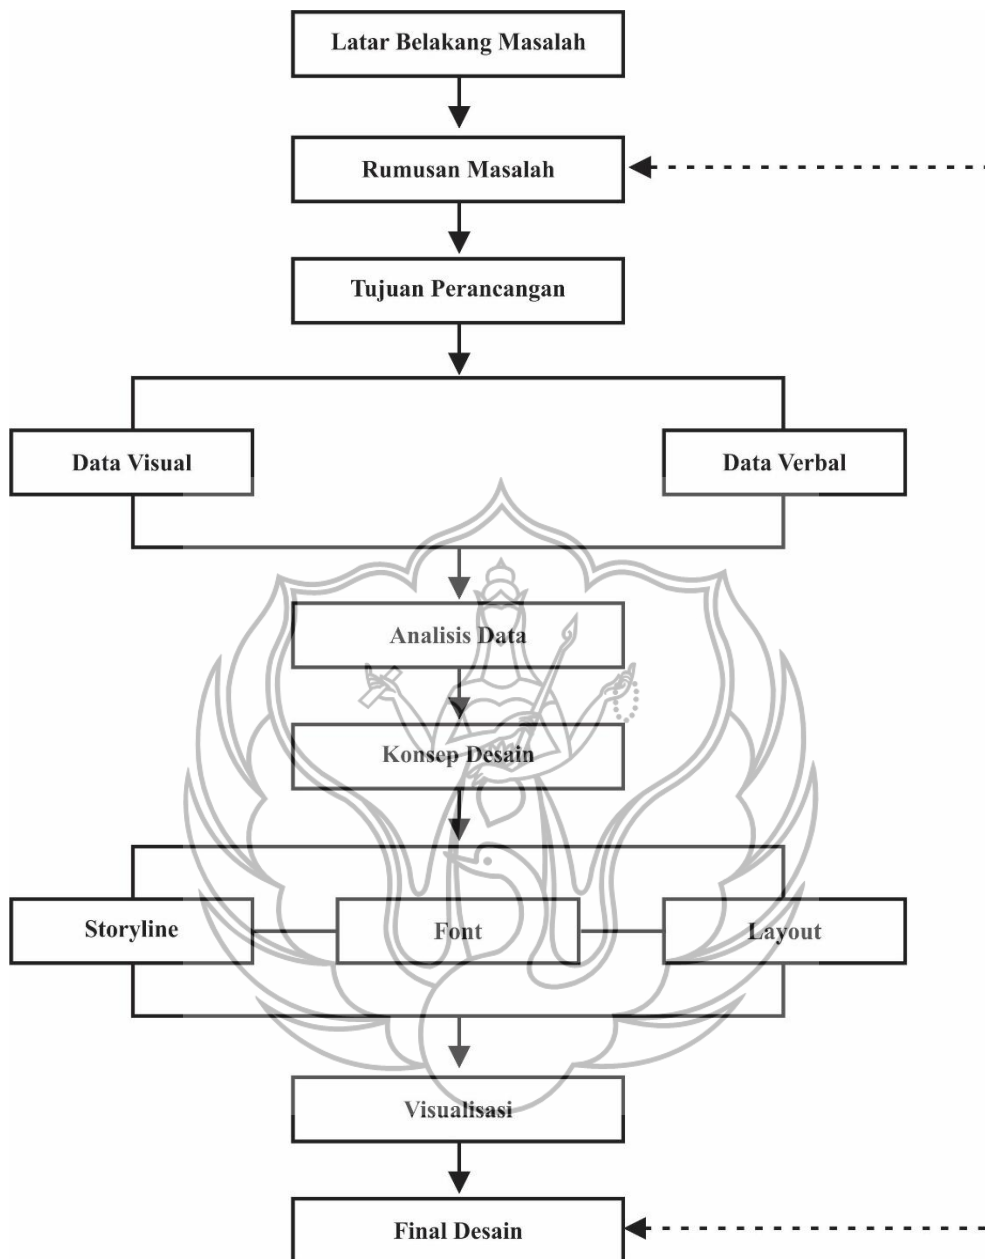 Latar Belakang Masalah
Rumusan Masalah
Tujuan Perancangan
Data Visual
Data Verbal
Analisis Data
Konsep Desain
Storyline
Font
Layout
Visualisasi
Final Desain